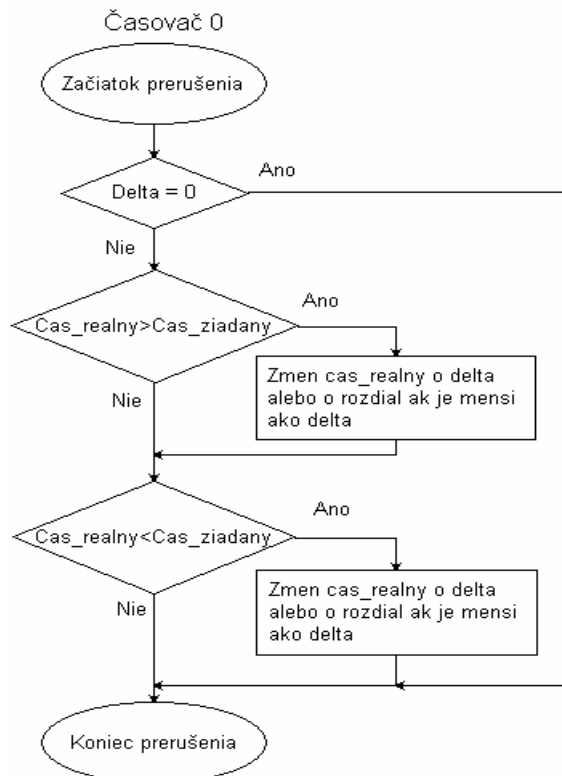 Časovač 0
Začiatok prerušenia
Delta = 0
Ano
Nie
Cas_realny>Cas_ziadany
Ano
Zmen cas_realny o delta
alebo o rozdial ak je mensi
ako delta
Nie
Cas_realny<Cas_ziadany
Ano
Zmen cas_realny o delta
alebo o rozdial ak je mensi
ako delta
Nie
Koniec prerušenia